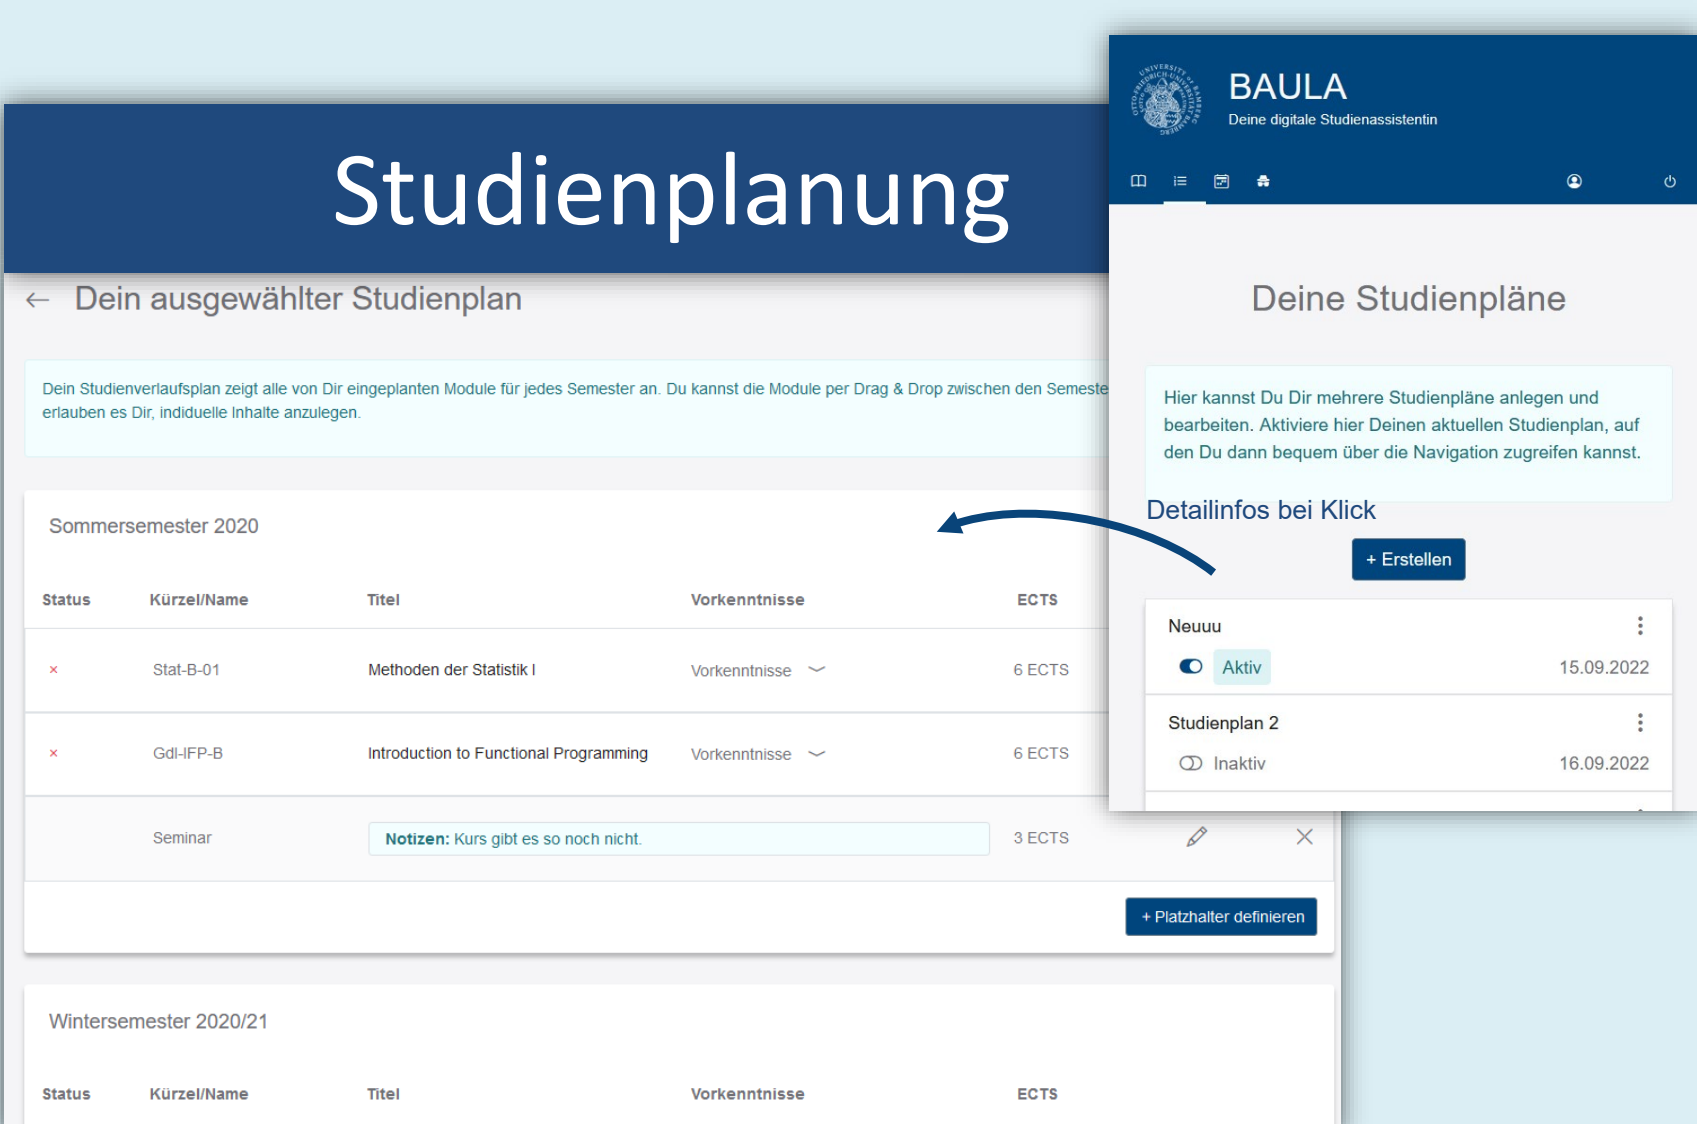 Studienplanung
← Dein ausgewählter Studienplan
Dein Studienverlaufsplan zeigt alle von Dir eingeplanten Module für jedes Semester an. Du kannst die Module per Drag & Drop zwischen den Semeste
erlauben es Dir, indiduelle Inhalte anzulegen.
Sommersemester 2020
Status Kürzel/Name Titel Vorkenntnisse ECTS
× Stat-B-01 Methoden der Statistik I Vorkenntnisse 6 ECTS
× GdI-IFP-B Introduction to Functional Programming Vorkenntnisse 6 ECTS
Seminar Notizen: Kurs gibt es so noch nicht. 3 ECTS
+ Platzhalter definieren
Wintersemester 2020/21
Status Kürzel/Name Titel Vorkenntnisse ECTS
BAULA
Deine digitale Studienassistentin
Deine Studienpläne
Hier kannst Du Dir mehrere Studienpläne anlegen und
bearbeiten. Aktiviere hier Deinen aktuellen Studienplan, auf
den Du dann bequem über die Navigation zugreifen kannst.
Detailinfos bei Klick
+ Erstellen
Neuuu
Aktiv 15.09.2022
Studienplan 2
Inaktiv 16.09.2022